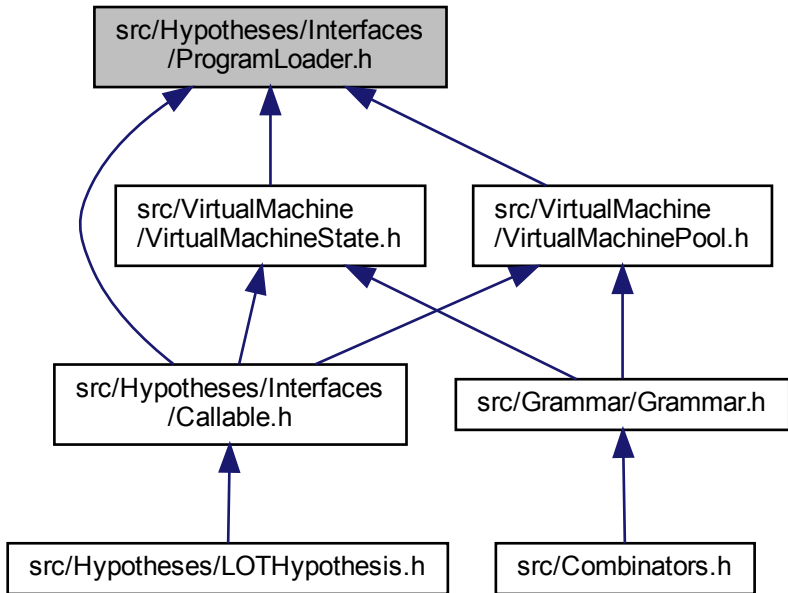 src/Hypotheses/Interfaces
/ProgramLoader.h
src/VirtualMachine
/VirtualMachineState.h
src/VirtualMachine
/VirtualMachinePool.h
src/Hypotheses/Interfaces
/Callable.h
src/Grammar/Grammar.h
src/Hypotheses/LOTHypothesis.h
src/Combinators.h